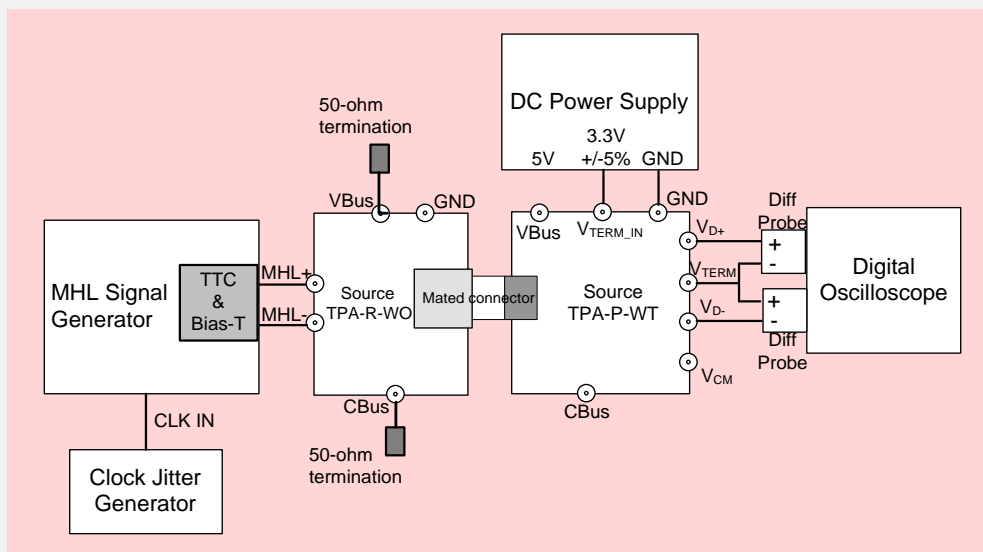 50-ohm
termination
DC Power Supply
3.3V
5V +/-5% GND
VBus GND
GND
VBus VTERM_IN
Diff
Probe
MHL Signal
Generator
TTC
&
Bias-T
MHL+
MHL-
Source
TPA-R-WO
Mated connector
Source
TPA-P-WT
VD+
VTERM
VD-
VCM
+
-
+
-
Diff
Probe
Digital
Oscilloscope
CBus
CBus
50-ohm
termination
CLK IN
Clock Jitter
Generator